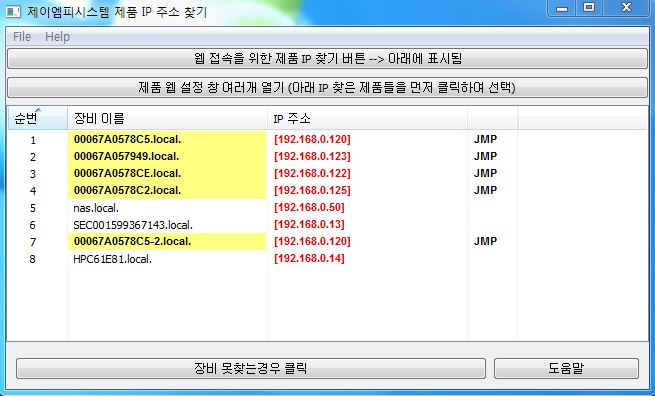 제이엠피시스템 제품 IP 주소 찾기
File Help
웹 접속을 위한 제품 IP 찾기 버튼 --> 아래에 표시됨
제품 웹 설정 창 여러개 열기 (아래 IP 찾은 제품들을 먼저 클릭하여 선택)
순번 장비 이름 IP 주소
1 00067A0578C5.local. [192.168.0.120] JMP
2 00067A057949.local. [192.168.0.123] JMP
3 00067A0578CE.local. [192.168.0.122] JMP
4 00067A0578C2.local. [192.168.0.125] JMP
5 nas.local. [192.168.0.50]
6 SEC001599367143.local. [192.168.0.13]
7 00067A0578C5-2.local. [192.168.0.120] JMP
8 HPC61E81.local. [192.168.0.14]
장비 못찾는경우 클릭 도움말